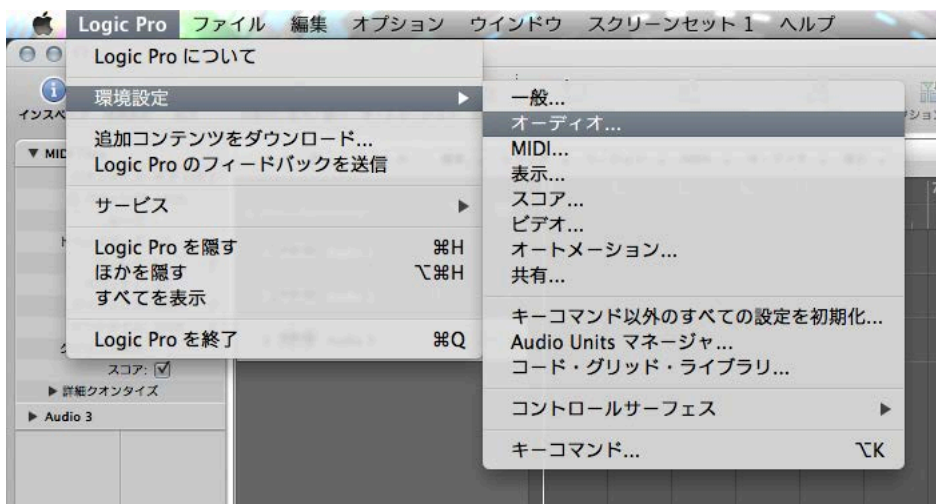 Logic Pro ファイル 編集 オプション ウインドウ スクリーンセット 1 ヘルプ
Logic Pro について
環境設定
追加コンテンツをダウンロード...
Logic Pro のフィードバックを送信
サービス
Logic Pro を隠す ⌘H
ほかを隠す ⌥⌘H
すべてを表示
Logic Pro を終了 ⌘Q
一般...
オーディオ...
MIDI...
表示...
スコア...
ビデオ...
オートメーション...
共有...
キーコマンド以外のすべての設定を初期化...
Audio Units マネージャ...
コード・グリッド・ライブラリ...
コントロールサーフェス
キーコマンド... ⌥K
インスペ
スコア:
詳細クオンタイズ
Audio 3